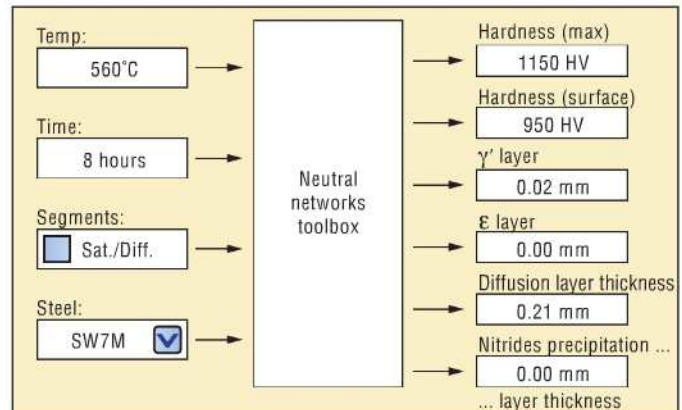 Temp:
560°C
Time:
8 hours
Segments:
Sat./Diff.
Steel:
SW7M
Neutral
networks
toolbox
Hardness (max)
1150 HV
Hardness (surface)
950 HV
γ′ layer
0.02 mm
ε layer
0.00 mm
Diffusion layer thickness
0.21 mm
Nitrides precipitation ...
0.00 mm
... layer thickness